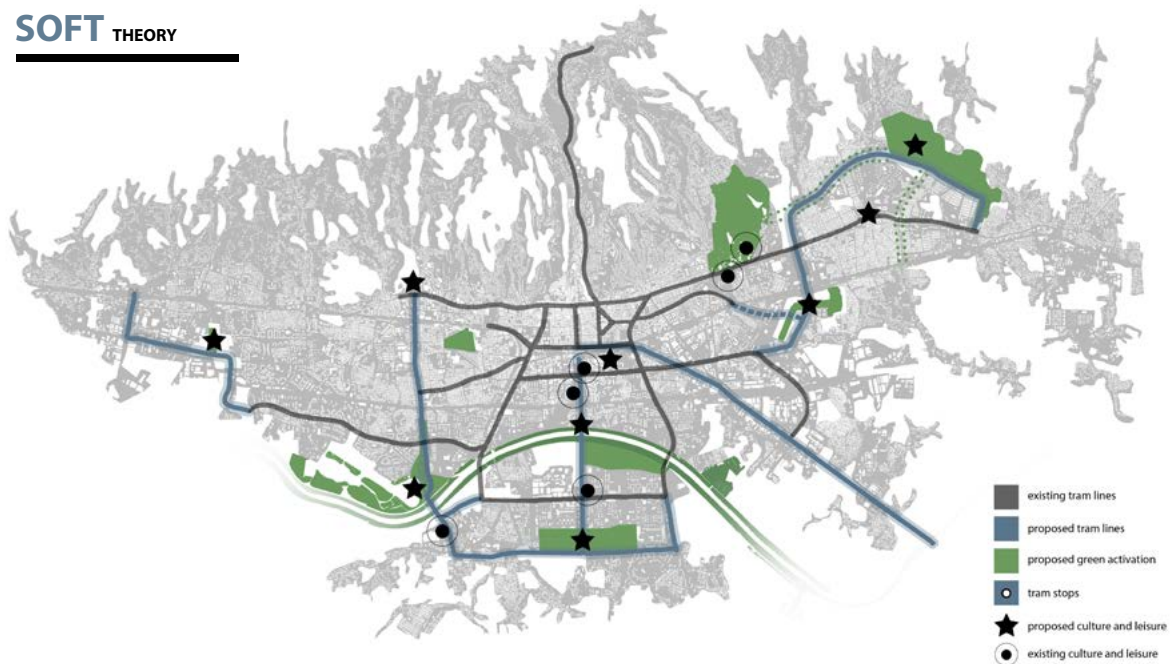 SOFT THEORY
existing tram lines
proposed tram lines
proposed green activation
tram stops
proposed culture and leisure
existing culture and leisure